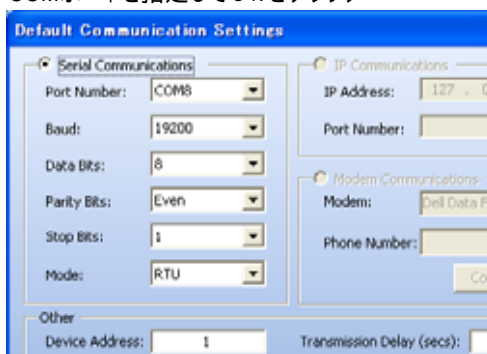 Default Communication Settings
Serial Communications
Port Number: COM8
Baud: 19200
Data Bits: 8
Parity Bits: Even
Stop Bits: 1
Mode: RTU
IP Communications
IP Address: 127 .
Port Number:
Modem Communications
Modem: Dell Data
Phone Number:
Other
Device Address: 1
Transmission Delay (secs):